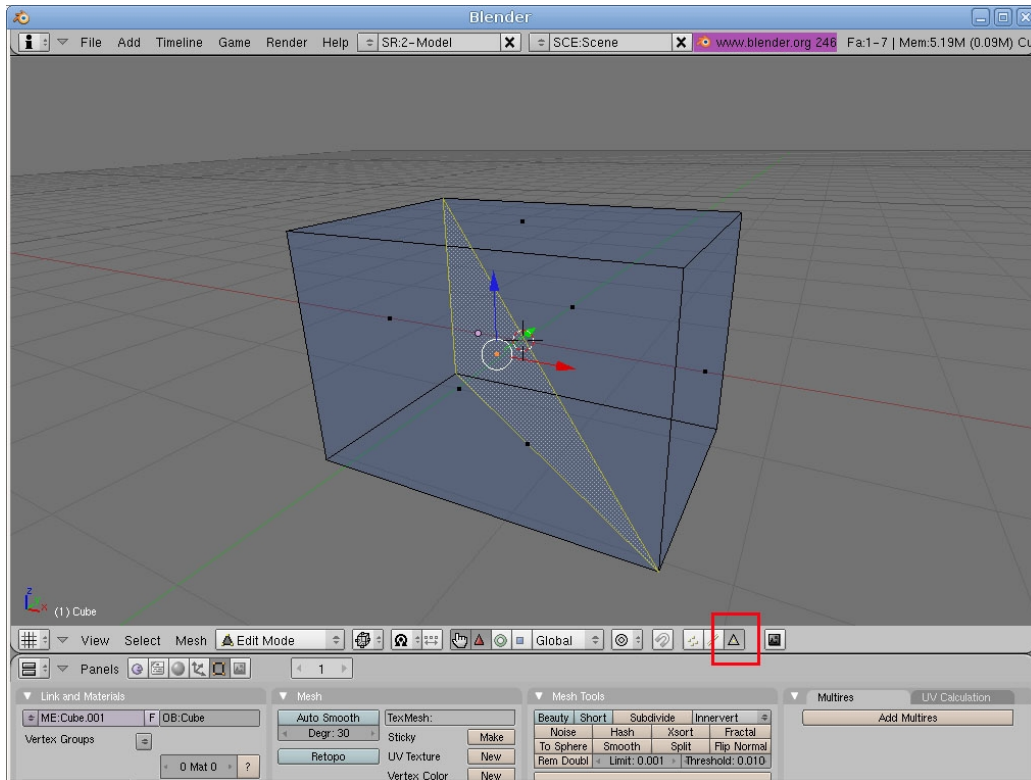 Blender
File Add Timeline Game Render Help SR:2-Model X SCE:Scene X www.blender.org 246 Fa:1-7 | Mem:5.19M (0.09M) Cu
z
x (1) Cube
View Select Mesh Edit Mode Global
Panels 1
Link and Materials Mesh Mesh Tools Multires UV Calculation
ME:Cube.001 F OB:Cube Auto Smooth TexMesh: Beauty Short Subdivide Innervert Add Multires
Vertex Groups Degr: 30 Sticky Make Noise Hash Xsort Fractal
Retopo UV Texture New To Sphere Smooth Split Flip Normal
0 Mat 0 ? Vertex Color New Rem Doubl Limit: 0.001 Threshold: 0.010